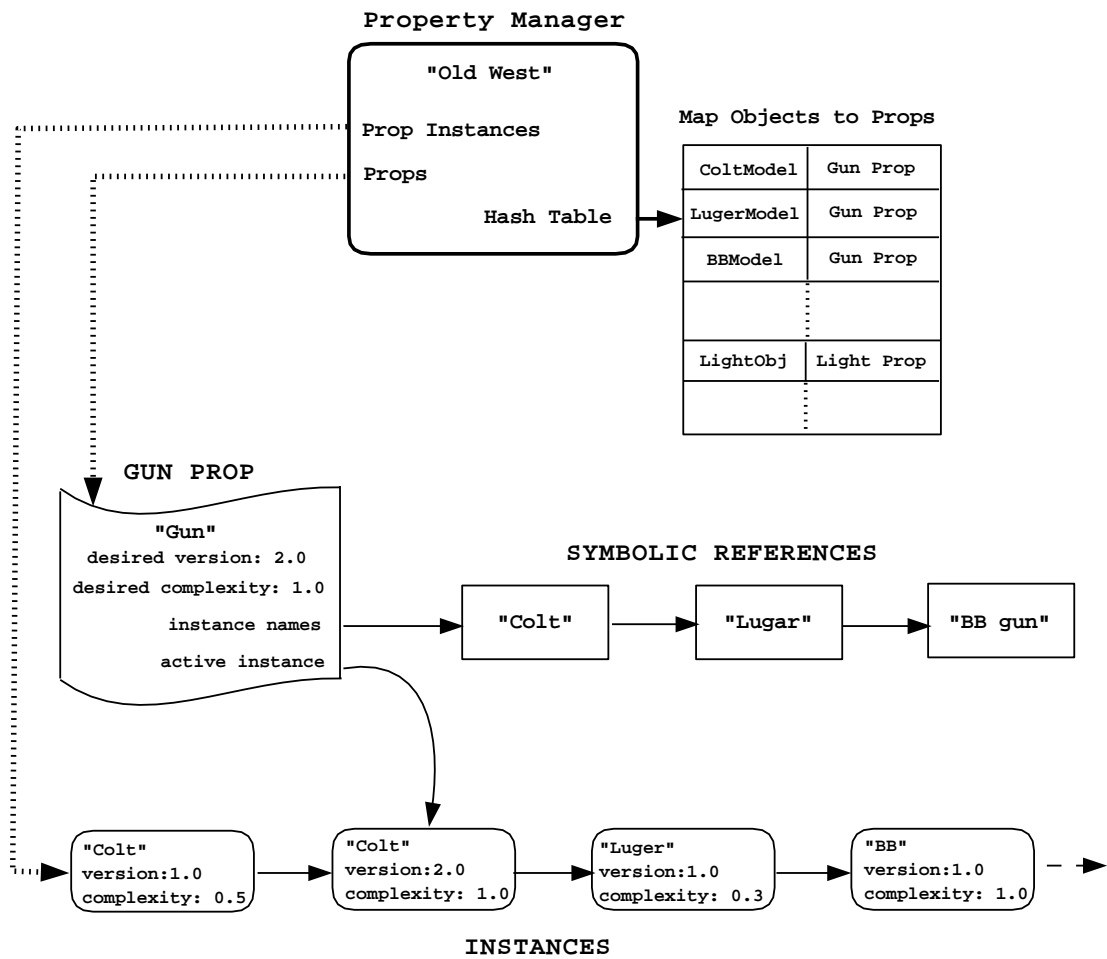 Property Manager
"Old West"
Prop Instances
Props
Hash Table
Map Objects to Props
ColtModel Gun Prop
LugerModel Gun Prop
BBModel Gun Prop
LightObj Light Prop
GUN PROP
"Gun"
desired version: 2.0
desired complexity: 1.0
instance names
active instance
SYMBOLIC REFERENCES
"Colt"
"Lugar"
"BB gun"
"Colt"
version:1.0
complexity: 0.5
"Colt"
version:2.0
complexity: 1.0
"Luger"
version:1.0
complexity: 0.3
"BB"
version:1.0
complexity: 1.0
INSTANCES